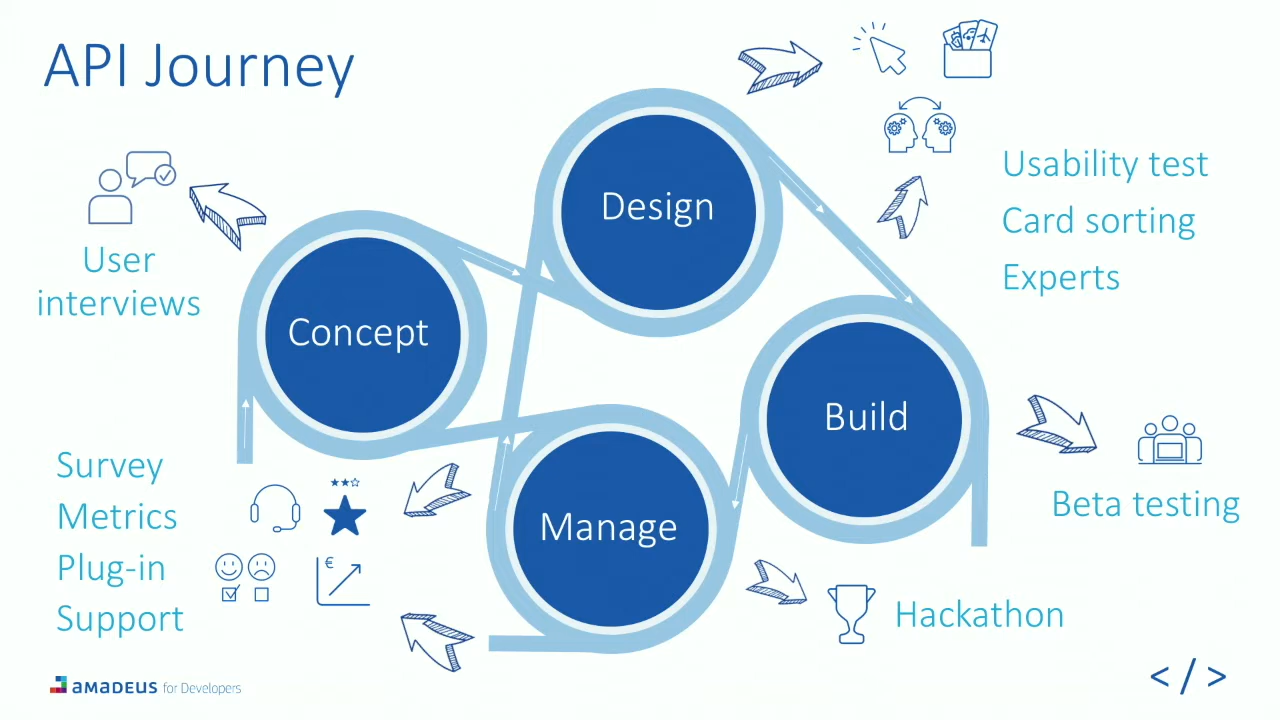 API Journey
User
interviews
Concept
Design
Usability test
Card sorting
Experts
Build
Beta testing
Manage
Hackathon
Survey
Metrics
Plug-in
Support
€
amadeus for Developers
< / >